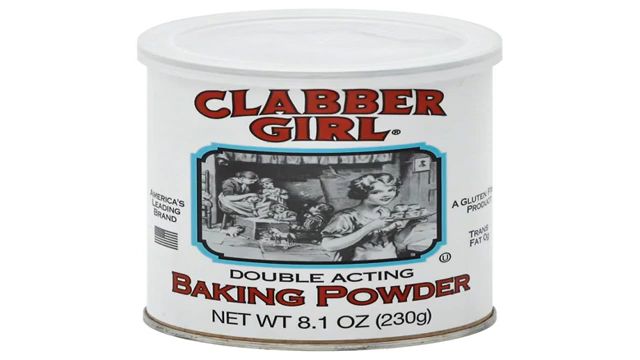 CLABBER
GIRL®
AMERICA'S
LEADING
BRAND
A GLUTEN
PRODUCT
TRANS
FAT 0g
U
DOUBLE ACTING
BAKING POWDER
NET WT 8.1 OZ (230g)